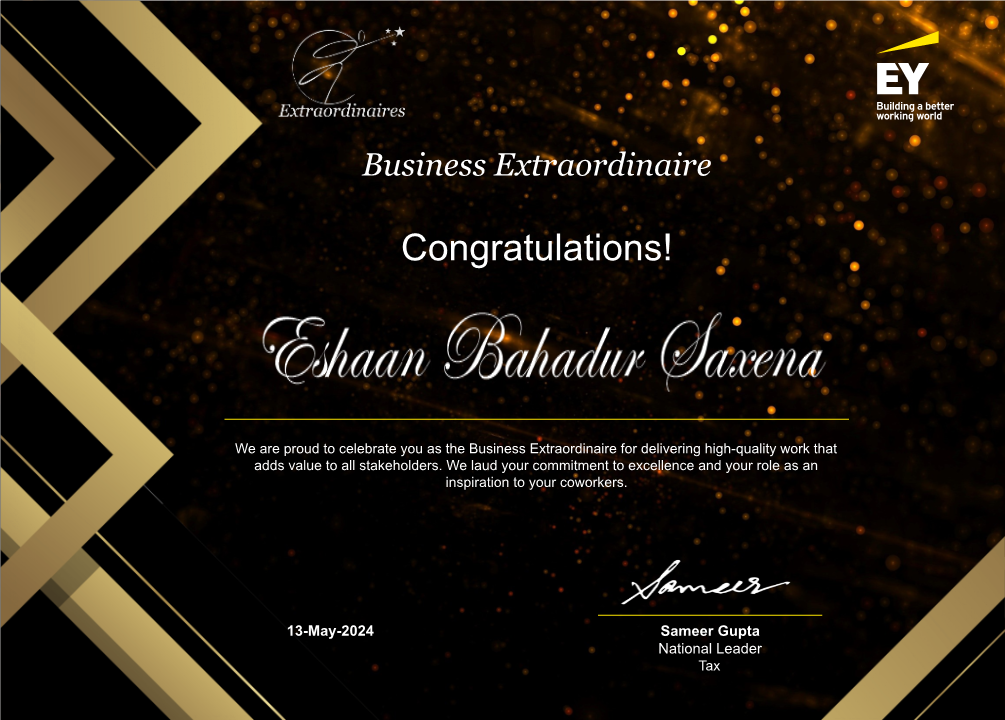 Extraordinaires
EY
Building a better
working world
Business Extraordinaire
Congratulations!
Eshaan Bahadur Saxena
We are proud to celebrate you as the Business Extraordinaire for delivering high-quality work that
adds value to all stakeholders. We laud your commitment to excellence and your role as an
inspiration to your coworkers.
Sameer
13-May-2024
Sameer Gupta
National Leader
Tax